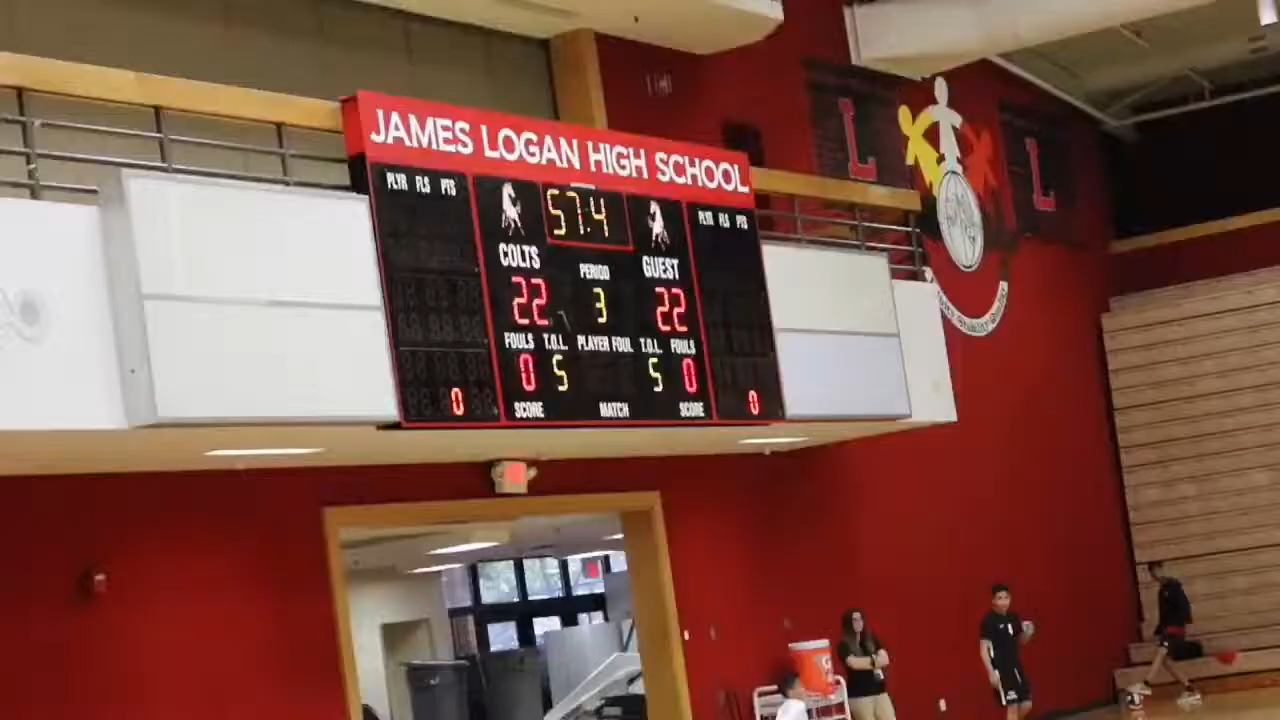 JAMES LOGAN HIGH SCHOOL
PLYR FLS PTS
57.4
PLYR FLS PTS
COLTS
PERIOD
GUEST
22
3
22
FOULS T.O.L. PLAYER FOUL T.O.L. FOULS
0 5 5 0
0
SCORE MATCH SCORE
0
L
L